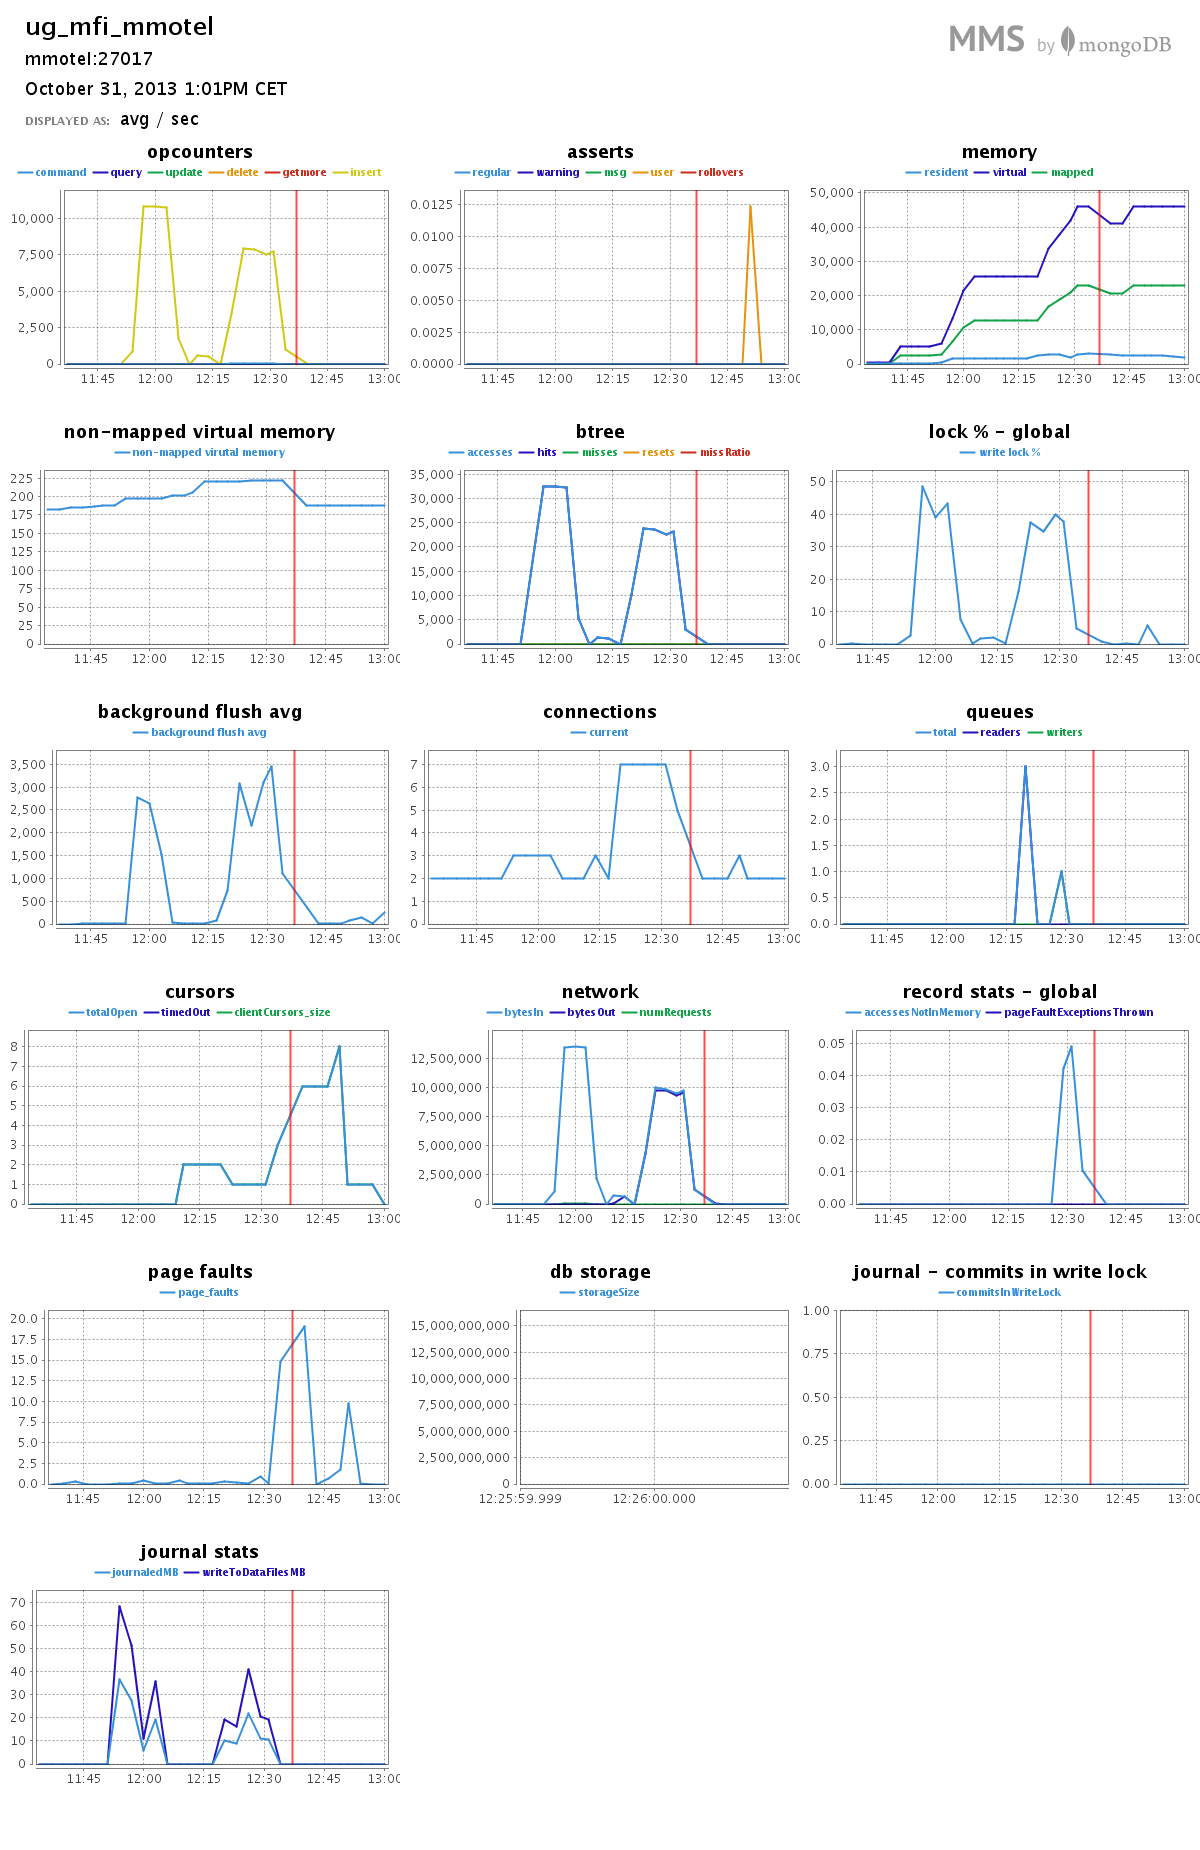 ug_mfi_mmotel
MMS by mongoDB
mmotel:27017
October 31, 2013 1:01PM CET
DISPLAYED AS: avg / sec
opcounters
command query update delete getmore insert
10,000
7,500
5,000
2,500
0
11:45 12:00 12:15 12:30 12:45 13:00
asserts
regular warning msg user rollovers
0.0125
0.0100
0.0075
0.0050
0.0025
0.0000
11:45 12:00 12:15 12:30 12:45 13:00
memory
resident virtual mapped
50,000
40,000
30,000
20,000
10,000
0
11:45 12:00 12:15 12:30 12:45 13:00
non-mapped virtual memory
non-mapped virutal memory
225
200
175
150
125
100
75
50
25
0
11:45 12:00 12:15 12:30 12:45 13:00
btree
accesses hits misses resets missRatio
35,000
30,000
25,000
20,000
15,000
10,000
5,000
0
11:45 12:00 12:15 12:30 12:45 13:00
lock % - global
write lock %
50
40
30
20
10
0
11:45 12:00 12:15 12:30 12:45 13:00
background flush avg
background flush avg
3,500
3,000
2,500
2,000
1,500
1,000
500
0
11:45 12:00 12:15 12:30 12:45 13:00
connections
current
7
6
5
4
3
2
1
0
11:45 12:00 12:15 12:30 12:45 13:00
queues
total readers writers
3.0
2.5
2.0
1.5
1.0
0.5
0.0
11:45 12:00 12:15 12:30 12:45 13:00
cursors
totalOpen timedOut clientCursors_size
8
7
6
5
4
3
2
1
0
11:45 12:00 12:15 12:30 12:45 13:00
network
bytesIn bytesOut numRequests
12,500,000
10,000,000
7,500,000
5,000,000
2,500,000
0
11:45 12:00 12:15 12:30 12:45 13:00
record stats - global
accessesNotInMemory pageFaultExceptionsThrown
0.05
0.04
0.03
0.02
0.01
0.00
11:45 12:00 12:15 12:30 12:45 13:00
page faults
page_faults
20.0
17.5
15.0
12.5
10.0
7.5
5.0
2.5
0.0
11:45 12:00 12:15 12:30 12:45 13:00
db storage
storageSize
15,000,000,000
12,500,000,000
10,000,000,000
7,500,000,000
5,000,000,000
2,500,000,000
0
12:25:59.999 12:26:00.000
journal - commits in write lock
commitsInWriteLock
1.00
0.75
0.50
0.25
0.00
11:45 12:00 12:15 12:30 12:45 13:00
journal stats
journaledMB writeToDataFilesMB
70
60
50
40
30
20
10
0
11:45 12:00 12:15 12:30 12:45 13:00